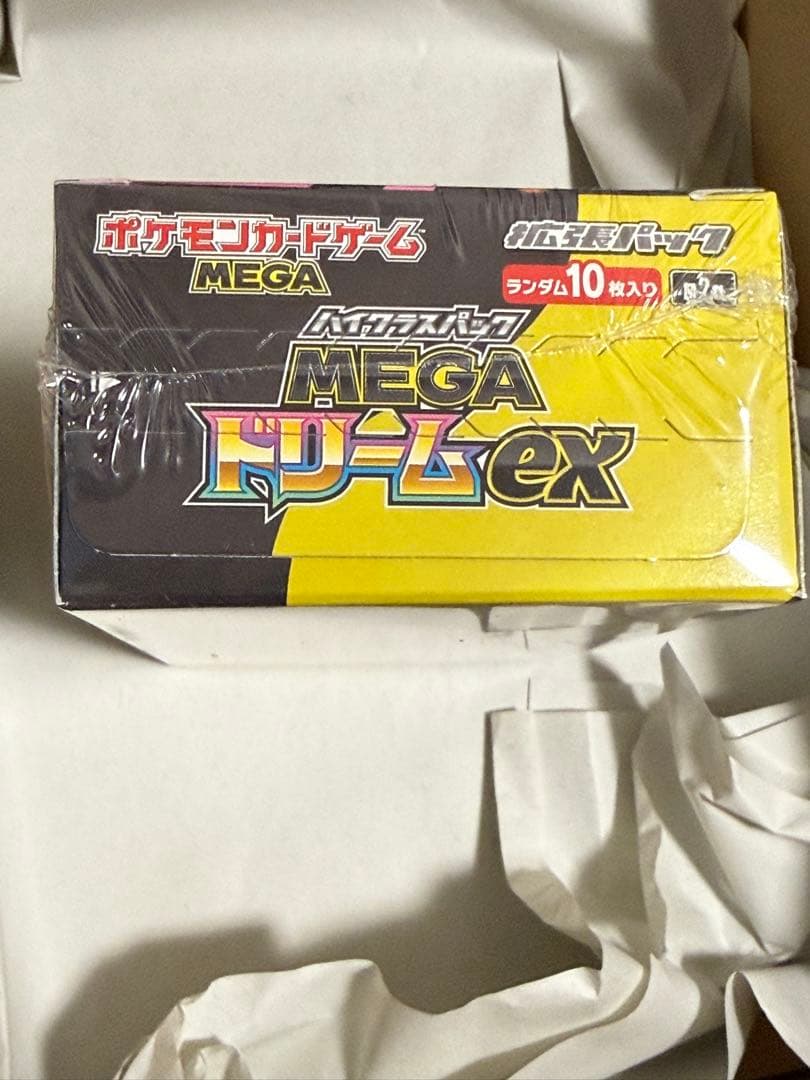 ポケモンカードゲーム
MEGA
拡張パック
ランダム10枚入り
ハイクラスパック
MEGA
ドリームex